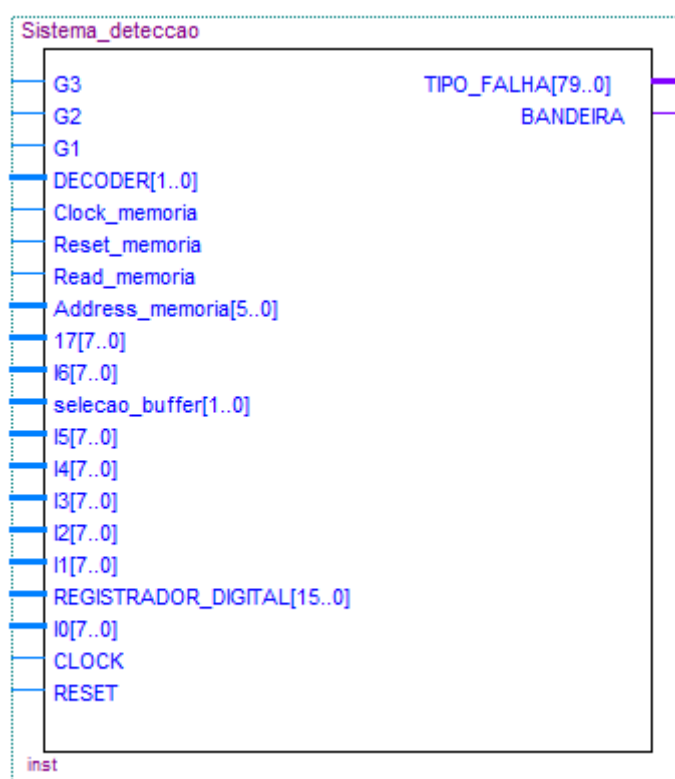 Sistema_deteccao
G3
TIPO_FALHA[79..0]
G2
BANDEIRA
G1
DECODER[1..0]
Clock_memoria
Reset_memoria
Read_memoria
Address_memoria[5..0]
17[7..0]
I6[7..0]
selecao_buffer[1..0]
I5[7..0]
I4[7..0]
I3[7..0]
I2[7..0]
I1[7..0]
REGISTRADOR_DIGITAL[15..0]
I0[7..0]
CLOCK
RESET
inst